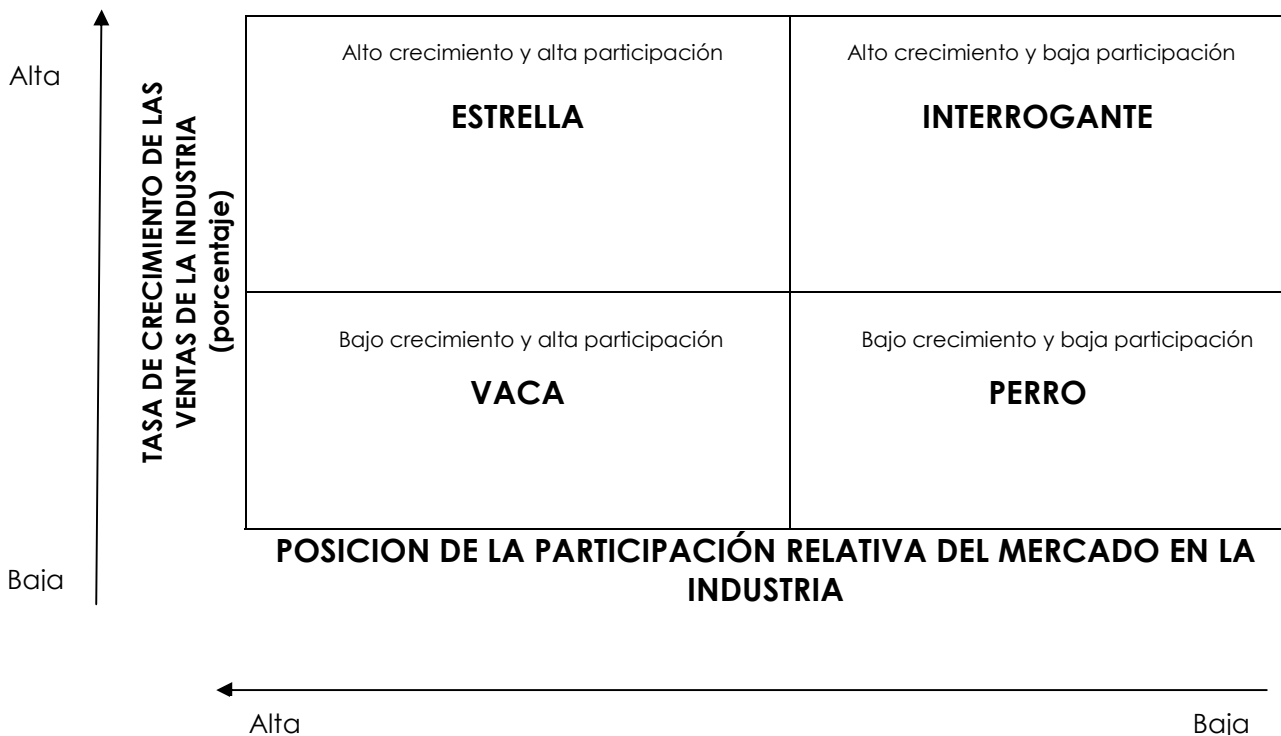 Alta
TASA DE CRECIMIENTO DE LAS
VENTAS DE LA INDUSTRIA
(porcentaje)
Alto crecimiento y alta participación
ESTRELLA
Alto crecimiento y baja participación
INTERROGANTE
Bajo crecimiento y alta participación
VACA
Bajo crecimiento y baja participación
PERRO
Baja
POSICION DE LA PARTICIPACIÓN RELATIVA DEL MERCADO EN LA
INDUSTRIA
Alta
Baja